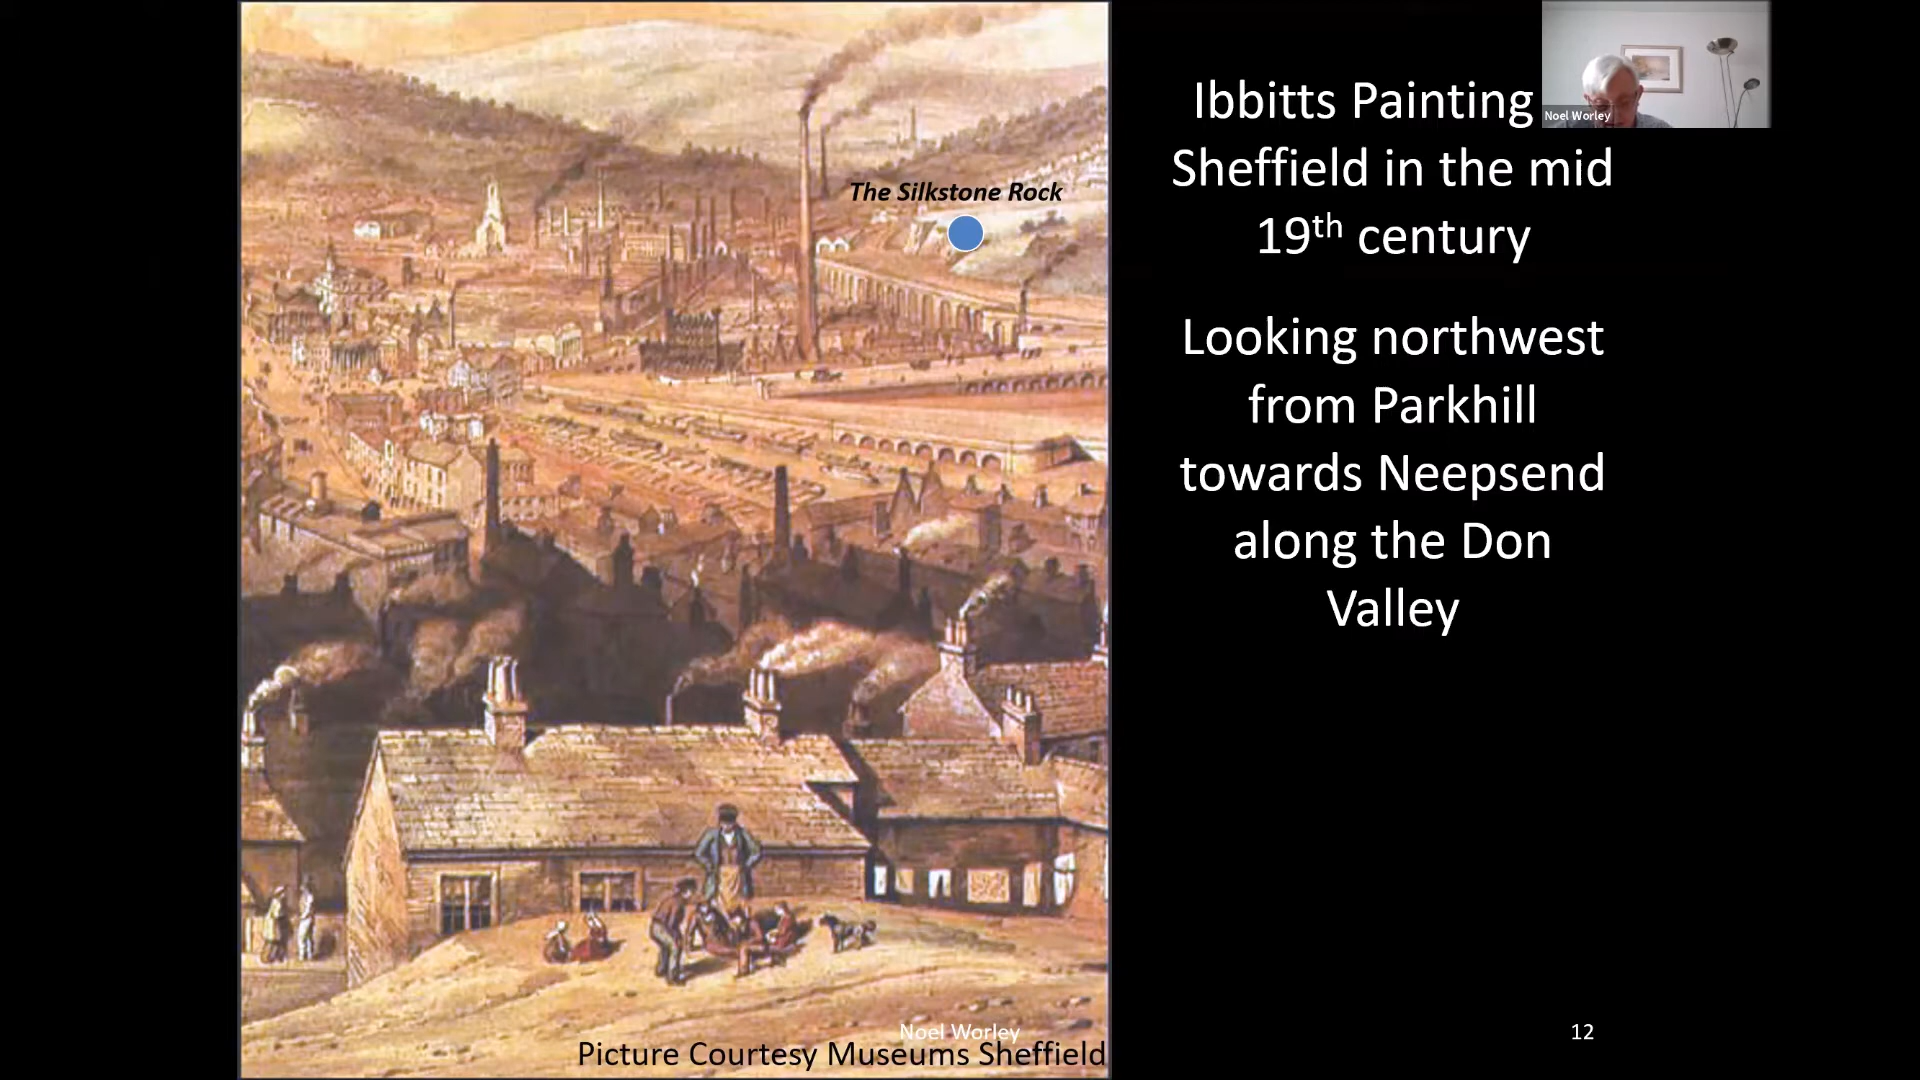 Ibbitts Painting
Sheffield in the mid
19th century
Looking northwest
from Parkhill
towards Neepsend
along the Don
Valley
Noel Worley
The Silkstone Rock
Noel Worley
Picture Courtesy Museums Sheffield
12